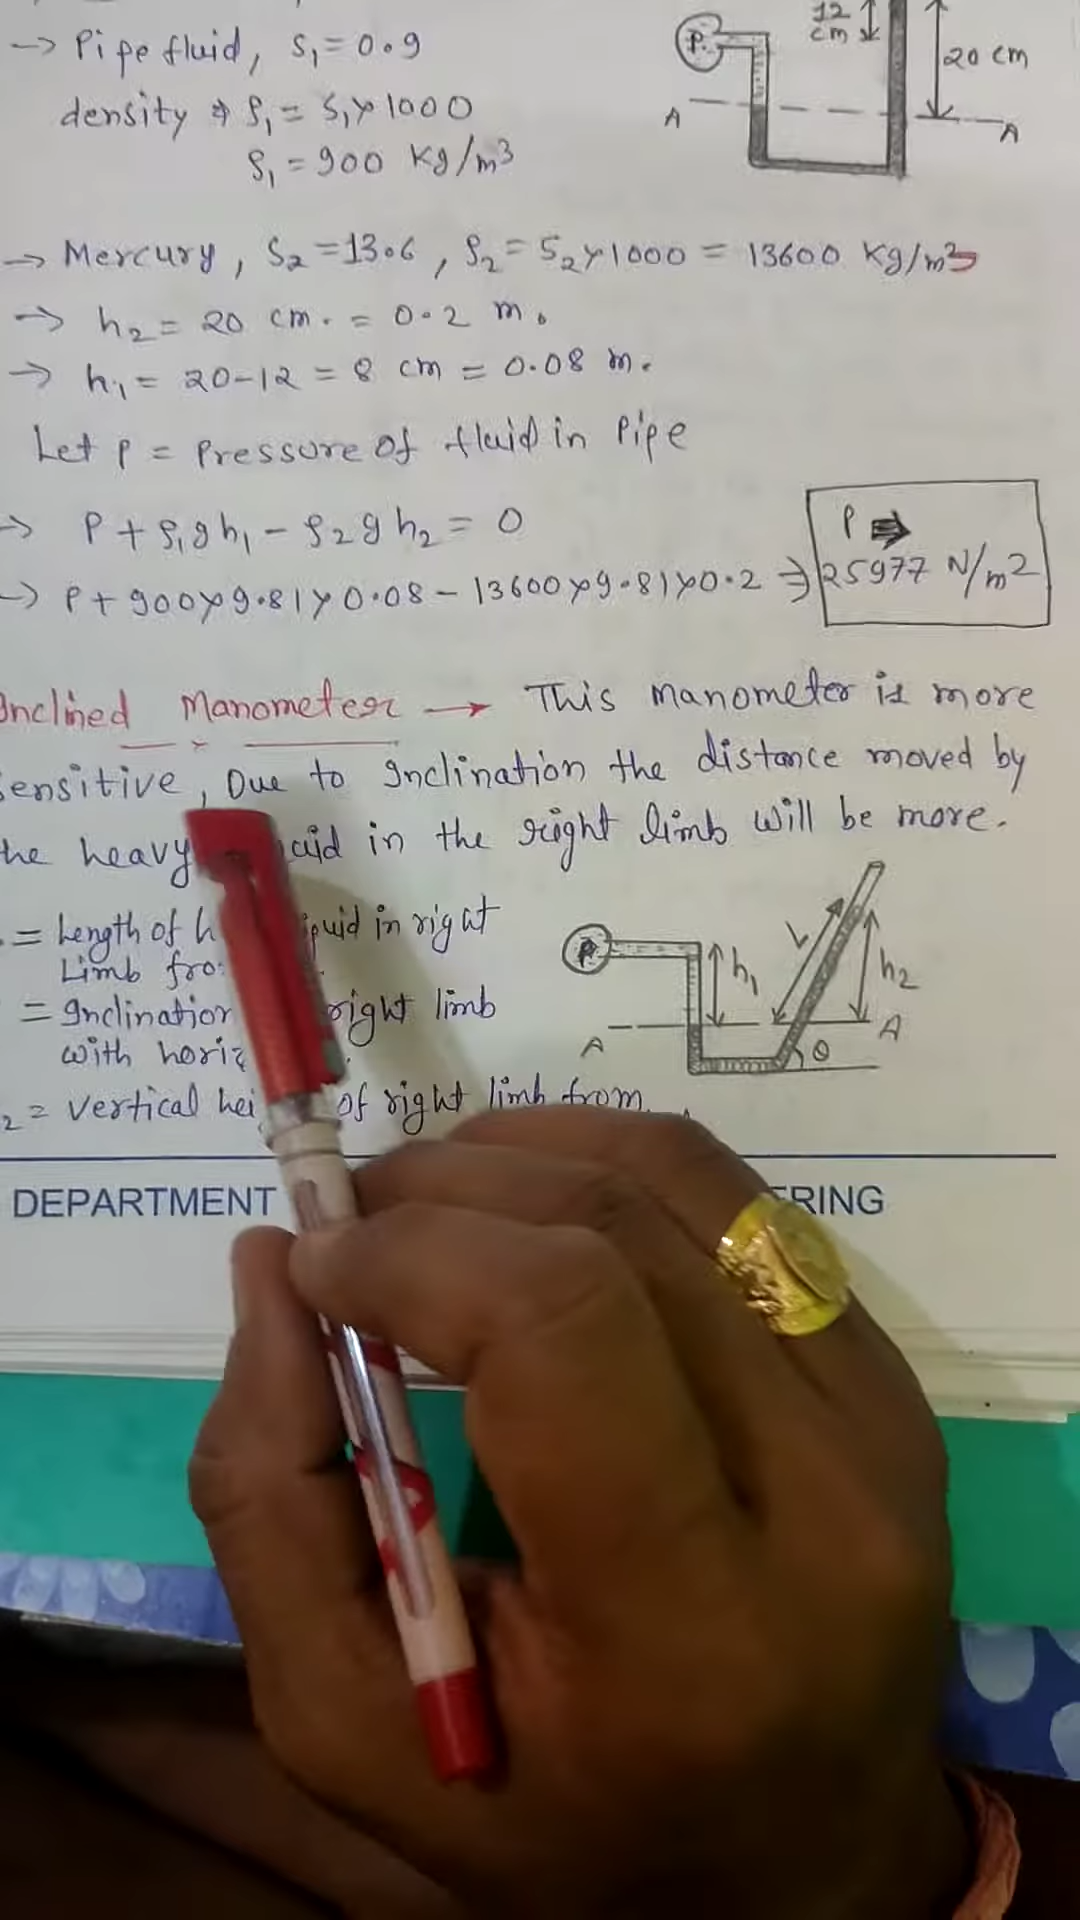 12
cm
→ Pipe fluid, S₁ = 0.9
20 cm
P
density ⇒ ρ₁ = S₁ × 1000
A A
ρ₁ = 900 Kg/m³
→ Mercury, S₂ = 13.6, ρ₂ = S₂ × 1000 = 13600 Kg/m³
→ h₂ = 20 cm. = 0.2 m.
→ h₁ = 20-12 = 8 cm = 0.08 m.
Let P = Pressure of fluid in Pipe
→ P + ρ₁gh₁ - ρ₂gh₂ = 0
P ⇒
→ P + 900×9.81×0.08 - 13600×9.81×0.2 ⇒ 25977 N/m²
Inclined Manometer → This manometer is more
sensitive, Due to Inclination the distance moved by
the heavy in the right limb will be more.
= Length of in right
Limb
= Inclination right limb
with
2 = vertical of right limb from
P h₁ L h₂
A A
θ
DEPARTMENT